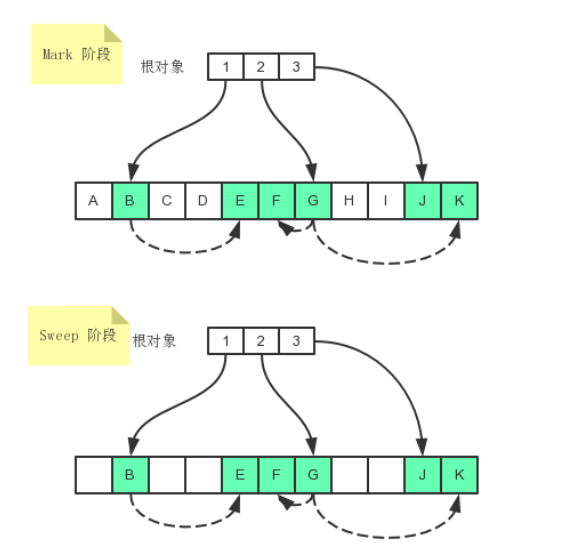 Mark 阶段
根对象
1 2 3
A B C D E F G H I J K
Sweep 阶段
根对象
1 2 3
B E F G J K